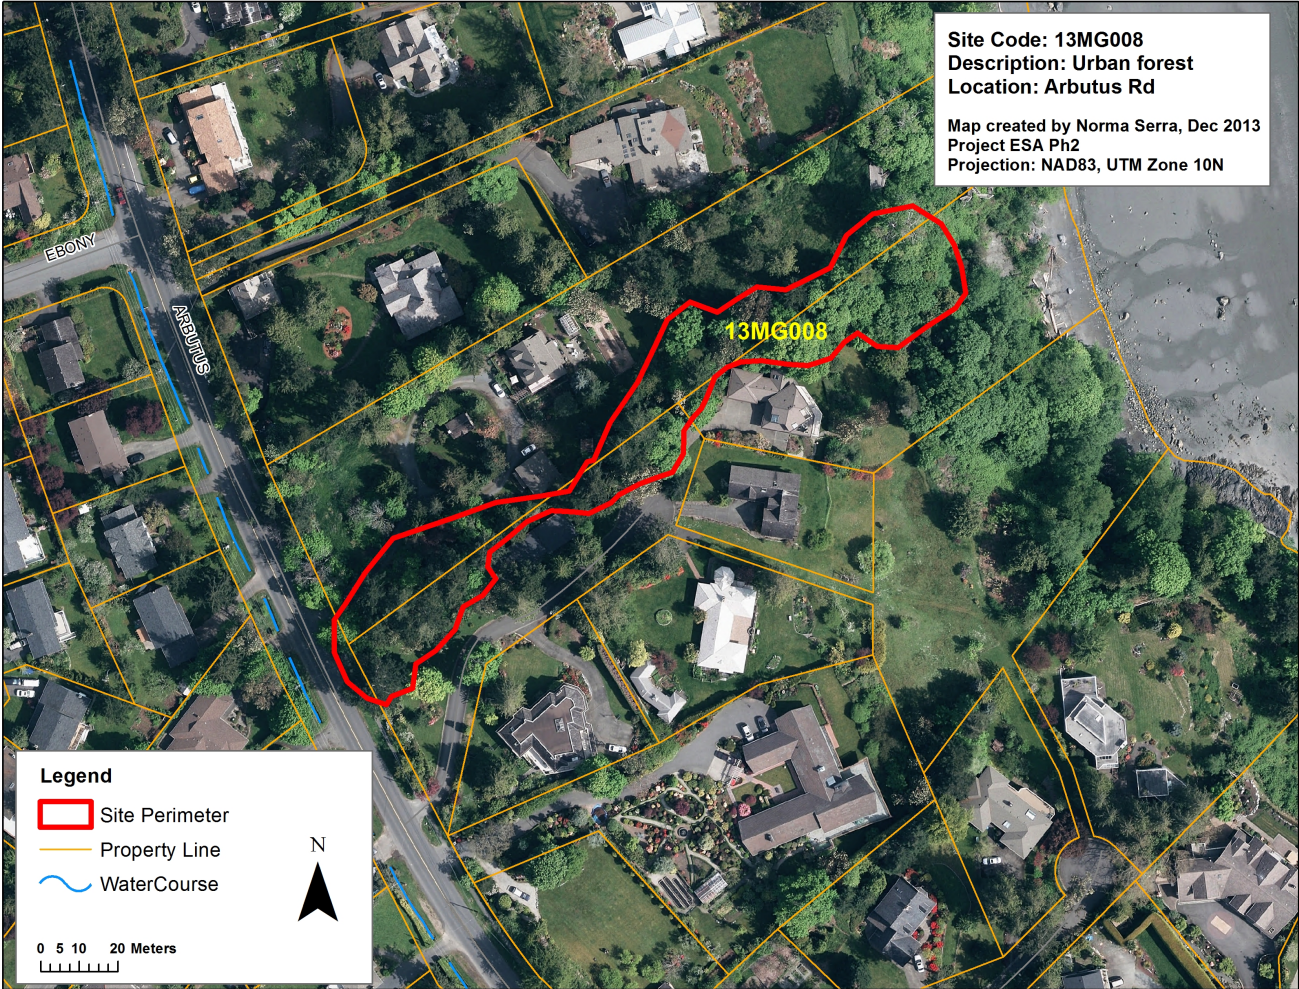 Site Code: 13MG008
Description: Urban forest
Location: Arbutus Rd
Map created by Norma Serra, Dec 2013
Project ESA Ph2
Projection: NAD83, UTM Zone 10N
EBONY
ARBUTUS
13MG008
Legend
Site Perimeter
Property Line
WaterCourse
N
0 5 10 20 Meters